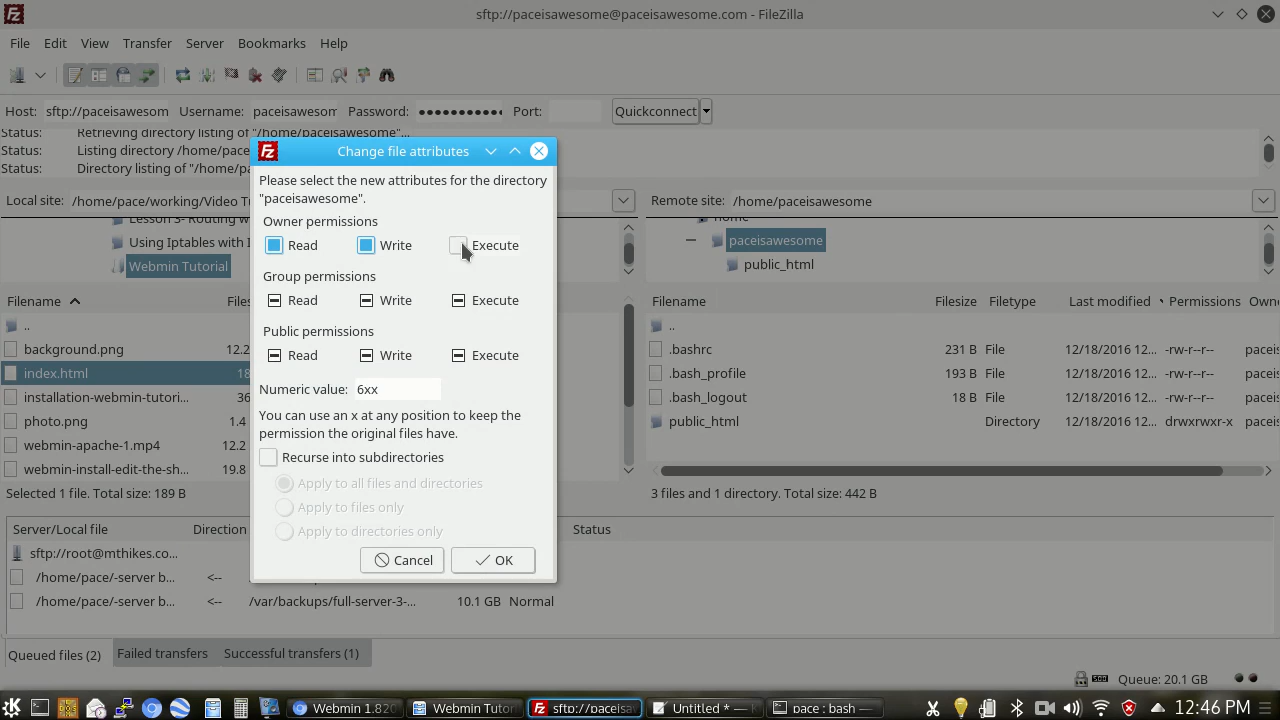 sftp://paceisawesome@paceisawesome.com - FileZilla
File Edit View Transfer Server Bookmarks Help
Host: sftp://paceisawesom Username: paceisawesom Password: ●●●●●●●●●●● Port: Quickconnect
Status: Retrieving directory listing of "/home/paceisawesome"...
Status: Listing directory /home/pace
Status: Directory listing of "/home/pa
Local site: /home/pace/working/Video Tu
Remote site: /home/paceisawesome
Lesson 3- Routing w
Using Iptables with I
Webmin Tutorial
home
paceisawesome
public_html
Filename Files
..
background.png 12.2
index.html 18
installation-webmin-tutori... 36
photo.png 1.4
webmin-apache-1.mp4 12.2
webmin-install-edit-the-sh... 19.8
Selected 1 file. Total size: 189 B
Filename Filesize Filetype Last modified Permissions Owne
..
.bashrc 231 B File 12/18/2016 12... -rw-r--r-- paceis
.bash_profile 193 B File 12/18/2016 12... -rw-r--r-- paceis
.bash_logout 18 B File 12/18/2016 12... -rw-r--r-- paceis
public_html Directory 12/18/2016 12... drwxrwxr-x paceis
3 files and 1 directory. Total size: 442 B
Change file attributes
Please select the new attributes for the directory
"paceisawesome".
Owner permissions
Read Write Execute
Group permissions
Read Write Execute
Public permissions
Read Write Execute
Numeric value: 6xx
You can use an x at any position to keep the
permission the original files have.
Recurse into subdirectories
Apply to all files and directories
Apply to files only
Apply to directories only
Cancel OK
Server/Local file Direction Status
sftp://root@mthikes.co...
/home/pace/-server b... <--
/home/pace/-server b... <-- /var/backups/full-server-3-... 10.1 GB Normal
Queued files (2) Failed transfers Successful transfers (1)
Queue: 20.1 GB
Webmin 1.820 Webmin Tutor sftp://paceisa Untitled * — K pace : bash — 12:46 PM